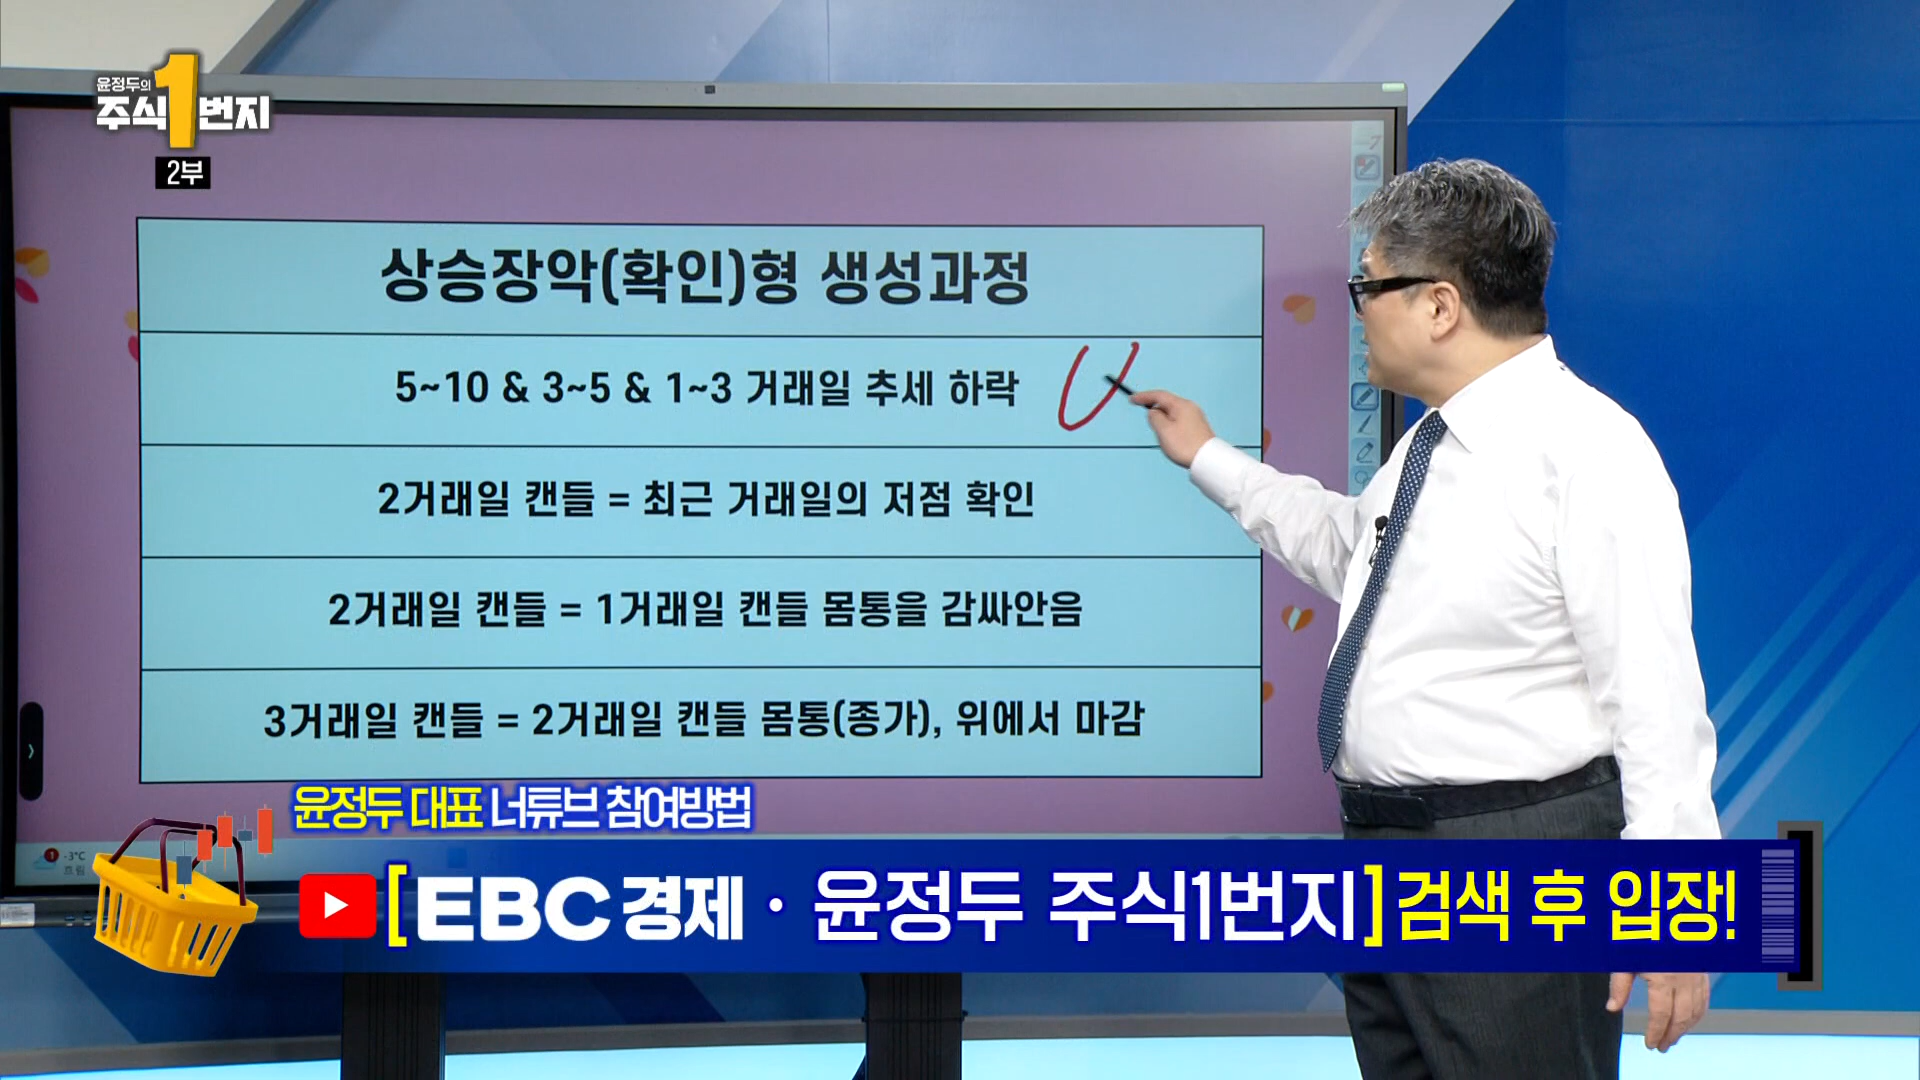 윤정두의
주식1번지
2부
상승장악(확인)형 생성과정
5~10 & 3~5 & 1~3 거래일 추세 하락
2거래일 캔들 = 최근 거래일의 저점 확인
2거래일 캔들 = 1거래일 캔들 몸통을 감싸안음
3거래일 캔들 = 2거래일 캔들 몸통(종가), 위에서 마감
1
-3°C
흐림
윤정두 대표 너튜브 참여방법
[EBC경제 · 윤정두 주식1번지] 검색 후 입장!